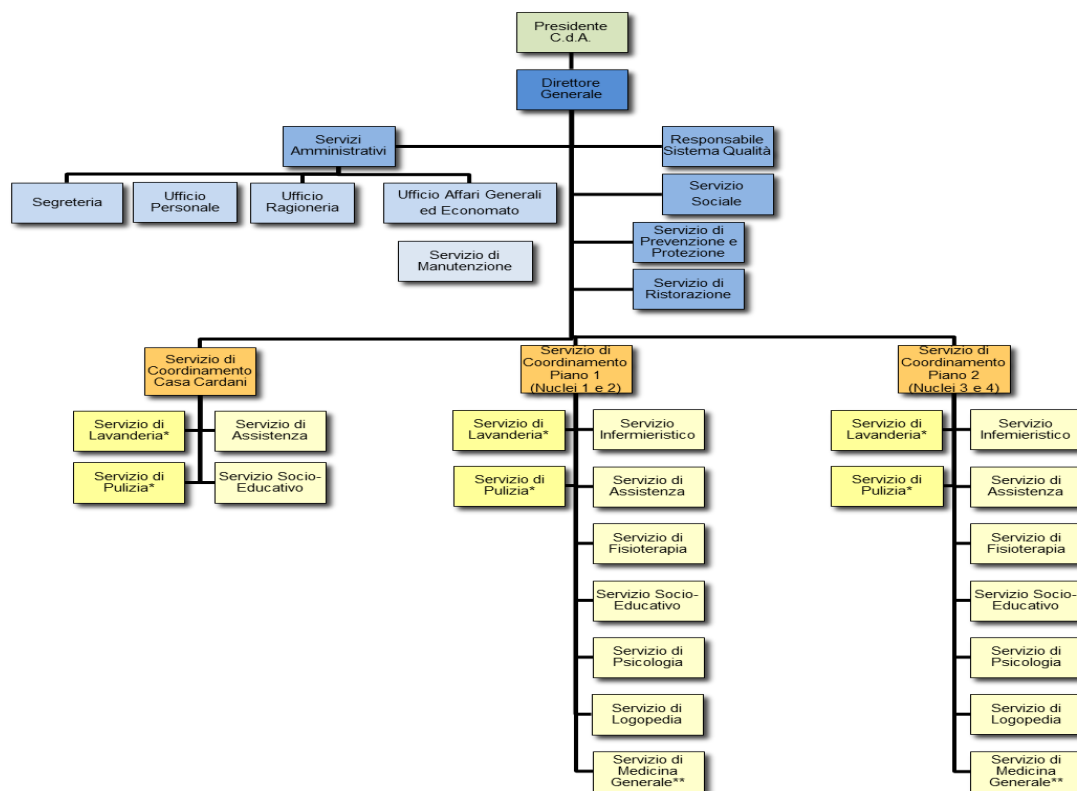 Presidente
C.d.A.
Direttore
Generale
Servizi
Amministrativi
Responsabile
Sistema Qualità
Segreteria
Ufficio
Personale
Ufficio
Ragioneria
Ufficio Affari Generali
ed Economato
Servizio
Sociale
Servizio di
Prevenzione e
Protezione
Servizio di
Manutenzione
Servizio di
Ristorazione
Servizio di
Coordinamento
Casa Cardani
Servizio di
Lavanderia*
Servizio di
Assistenza
Servizio di
Pulizia*
Servizio Socio-
Educativo
Servizio di
Coordinamento
Piano 1
(Nuclei 1 e 2)
Servizio di
Lavanderia*
Servizio
Infermieristico
Servizio di
Pulizia*
Servizio di
Assistenza
Servizio di
Fisioterapia
Servizio Socio-
Educativo
Servizio di
Psicologia
Servizio di
Logopedia
Servizio di
Medicina
Generale**
Servizio di
Coordinamento
Piano 2
(Nuclei 3 e 4)
Servizio di
Lavanderia*
Servizio
Infemieristico
Servizio di
Pulizia*
Servizio di
Assistenza
Servizio di
Fisioterapia
Servizio Socio-
Educativo
Servizio di
Psicologia
Servizio di
Logopedia
Servizio di
Medicina
Generale**